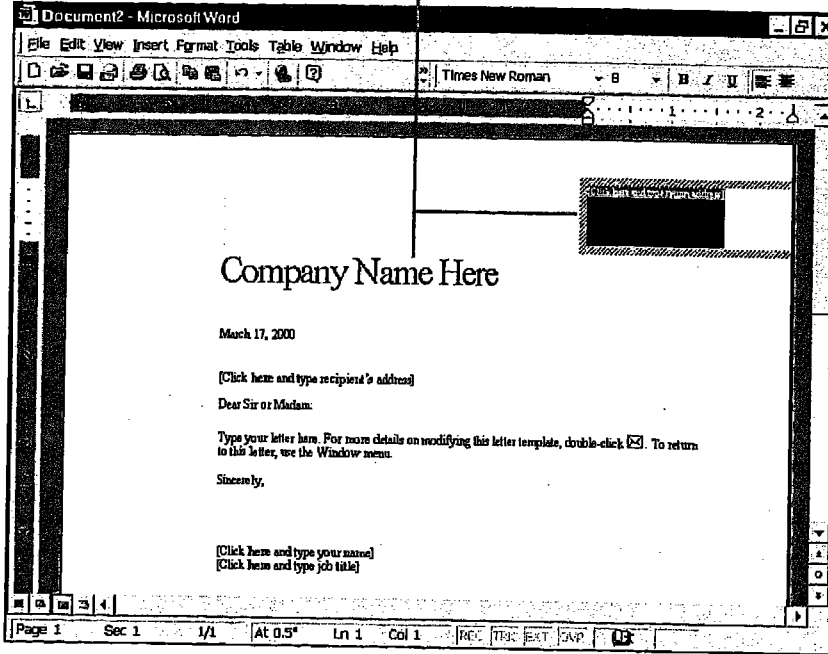 Document2 - Microsoft Word
File Edit View Insert Format Tools Table Window Help
Times New Roman 8 B I U
1 2
Company Name Here
March 17, 2000
[Click here and type recipient's address]
Dear Sir or Madam:
Type your letter here. For more details on modifying this letter template, double-click. To return
to this letter, use the Window menu.
Sincerely,
[Click here and type your name]
[Click here and type job title]
Page 1 Sec 1 1/1 At 0.5" Ln 1 Col 1 REC TRK EXT OVR